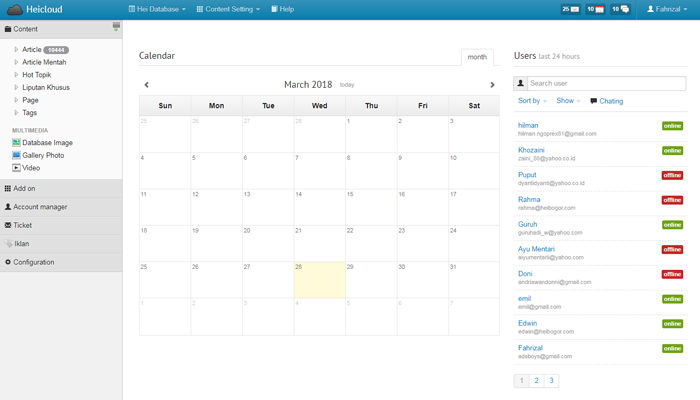 Heicloud
Hei Database
Content Setting
Help
25
10
10
Fahrizal
Content
Article 18444
Article Mentah
Hot Topik
Liputan Khusus
Page
Tags
MULTIMEDIA
Database Image
Gallery Photo
Video
Add on
Account manager
Ticket
Iklan
Configuration
Calendar
month
March 2018 today
Sun Mon Tue Wed Thu Fri Sat
25 26 27 28 1 2 3
4 5 6 7 8 9 10
11 12 13 14 15 16 17
18 19 20 21 22 23 24
25 26 27 28 29 30 31
1 2 3 4 5 6 7
Users last 24 hours
Search user
Sort by Show Chating
hilman online
hilman.ngoprex81@gmail.com
Khozaini online
zaini_88@yahoo.co.id
Puput offline
dyantidyanti@yahoo.co.id
Rahma offline
rahma@heibogor.com
Guruh online
guruhadi_w@yahoo.com
Ayu Mentari offline
aiyumentarii@yahoo.com
Doni offline
andriawandonni@gmail.com
emil online
emil@gmail.com
Edwin online
edwin@heibogor.com
Fahrizal online
adsboys@gmail.com
1 2 3